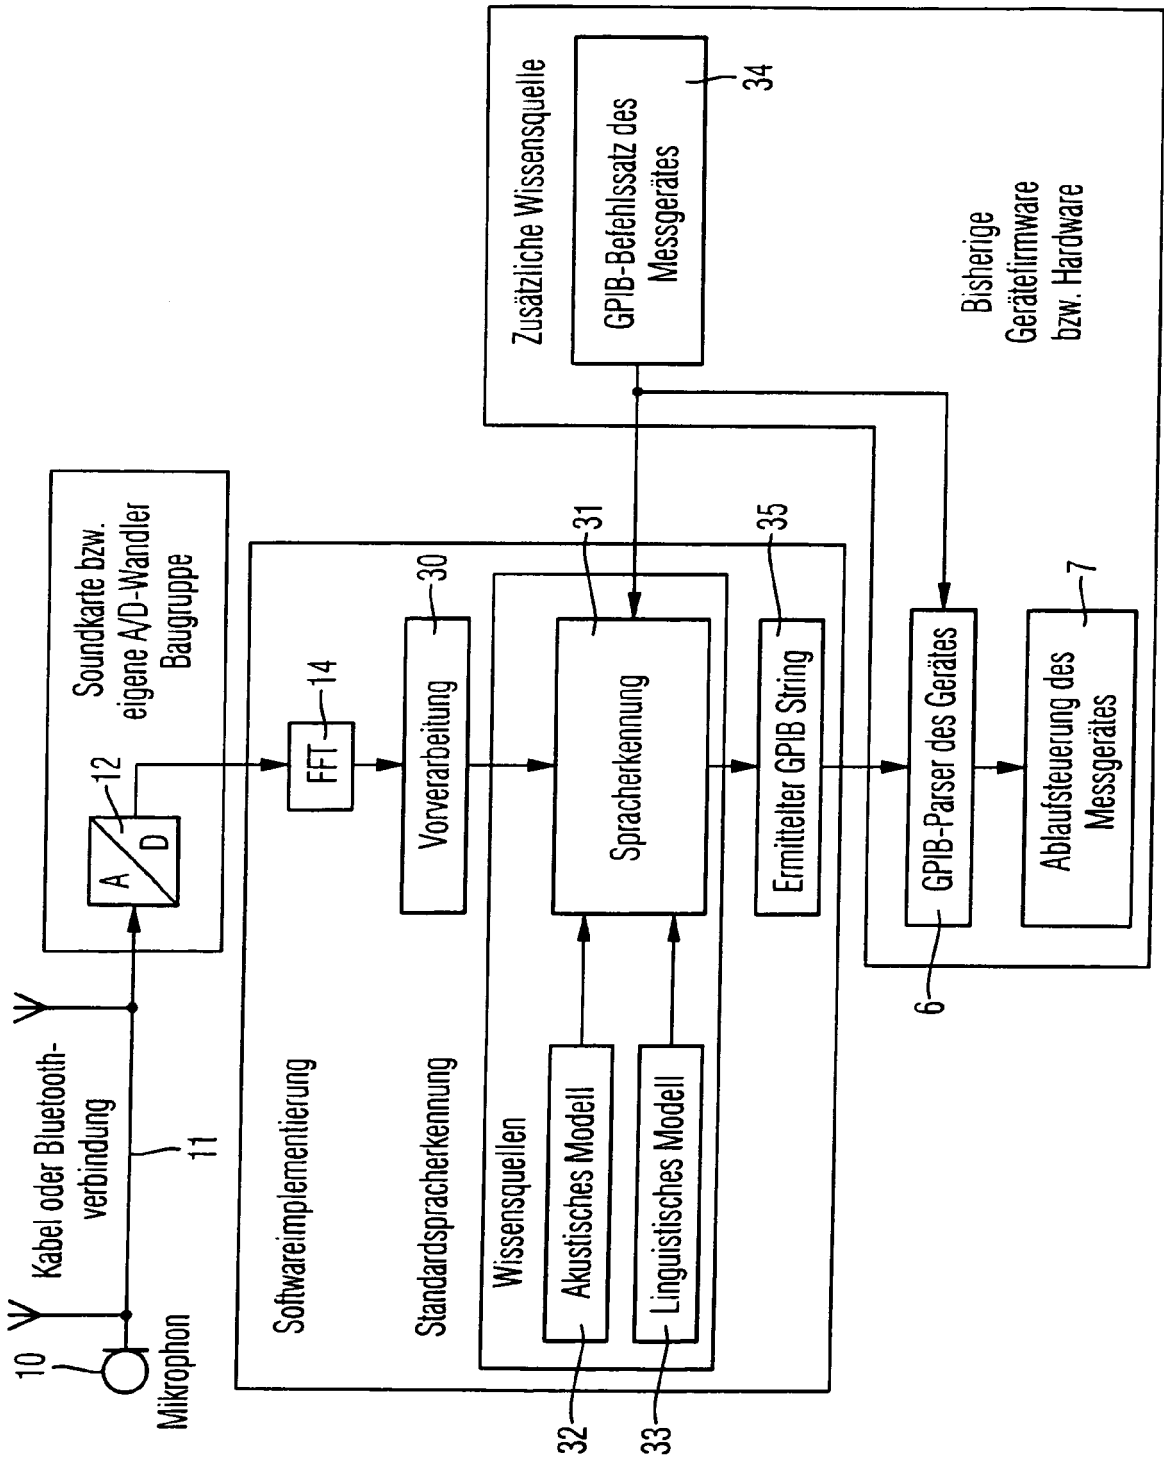 10
Mikrophon
Kabel oder Bluetooth-
verbindung
11
Soundkarte bzw.
eigene A/D-Wandler
Baugruppe
A
D
12
Softwareimplementierung
FFT
14
Standardspracherkennung
Vorverarbeitung
30
Wissensquellen
Akustisches Modell
32
Linguistisches Modell
33
Spracherkennung
31
Ermittelter GPIB String
35
Zusätzliche Wissensquelle
GPIB-Befehlssatz des
Messgerätes
34
Bisherige
Gerätefirmware
bzw. Hardware
GPIB-Parser des Gerätes
6
Ablaufsteuerung des
Messgerätes
7